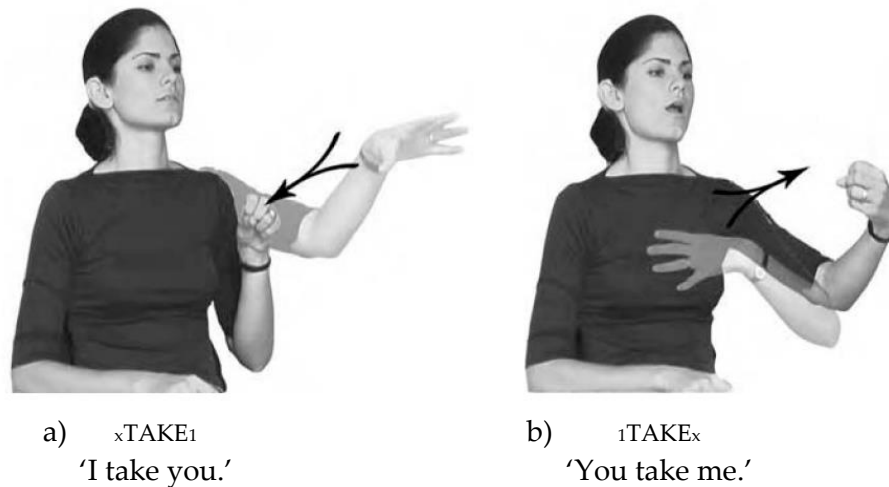 a) xTAKE1 b) 1TAKEx
‘I take you.’ ‘You take me.’